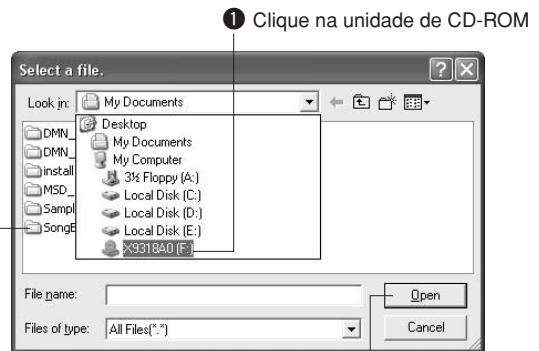 ❶ Clique na unidade de CD-ROM
Select a file.
Look in: My Documents
Desktop
My Documents
My Computer
3½ Floppy (A:)
Local Disk (C:)
Local Disk (D:)
Local Disk (E:)
X9318A0 (F:)
DMN_
DMN_
install
MSD_
Sampl
SongB
File name:
Open
Files of type: All Files(*.*)
Cancel